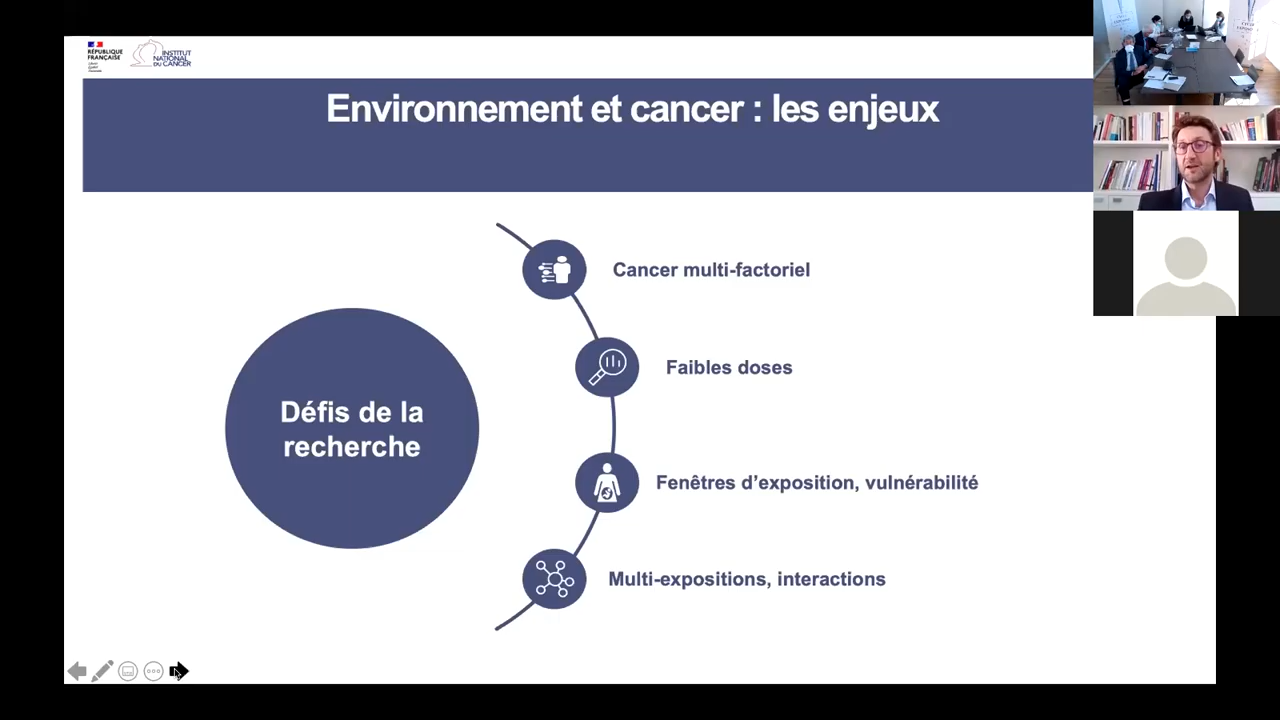 RÉPUBLIQUE
FRANÇAISE
INSTITUT
NATIONAL
DU CANCER
Environnement et cancer : les enjeux
Cancer multi-factoriel
Faibles doses
Défis de la
recherche
Fenêtres d’exposition, vulnérabilité
Multi-expositions, interactions